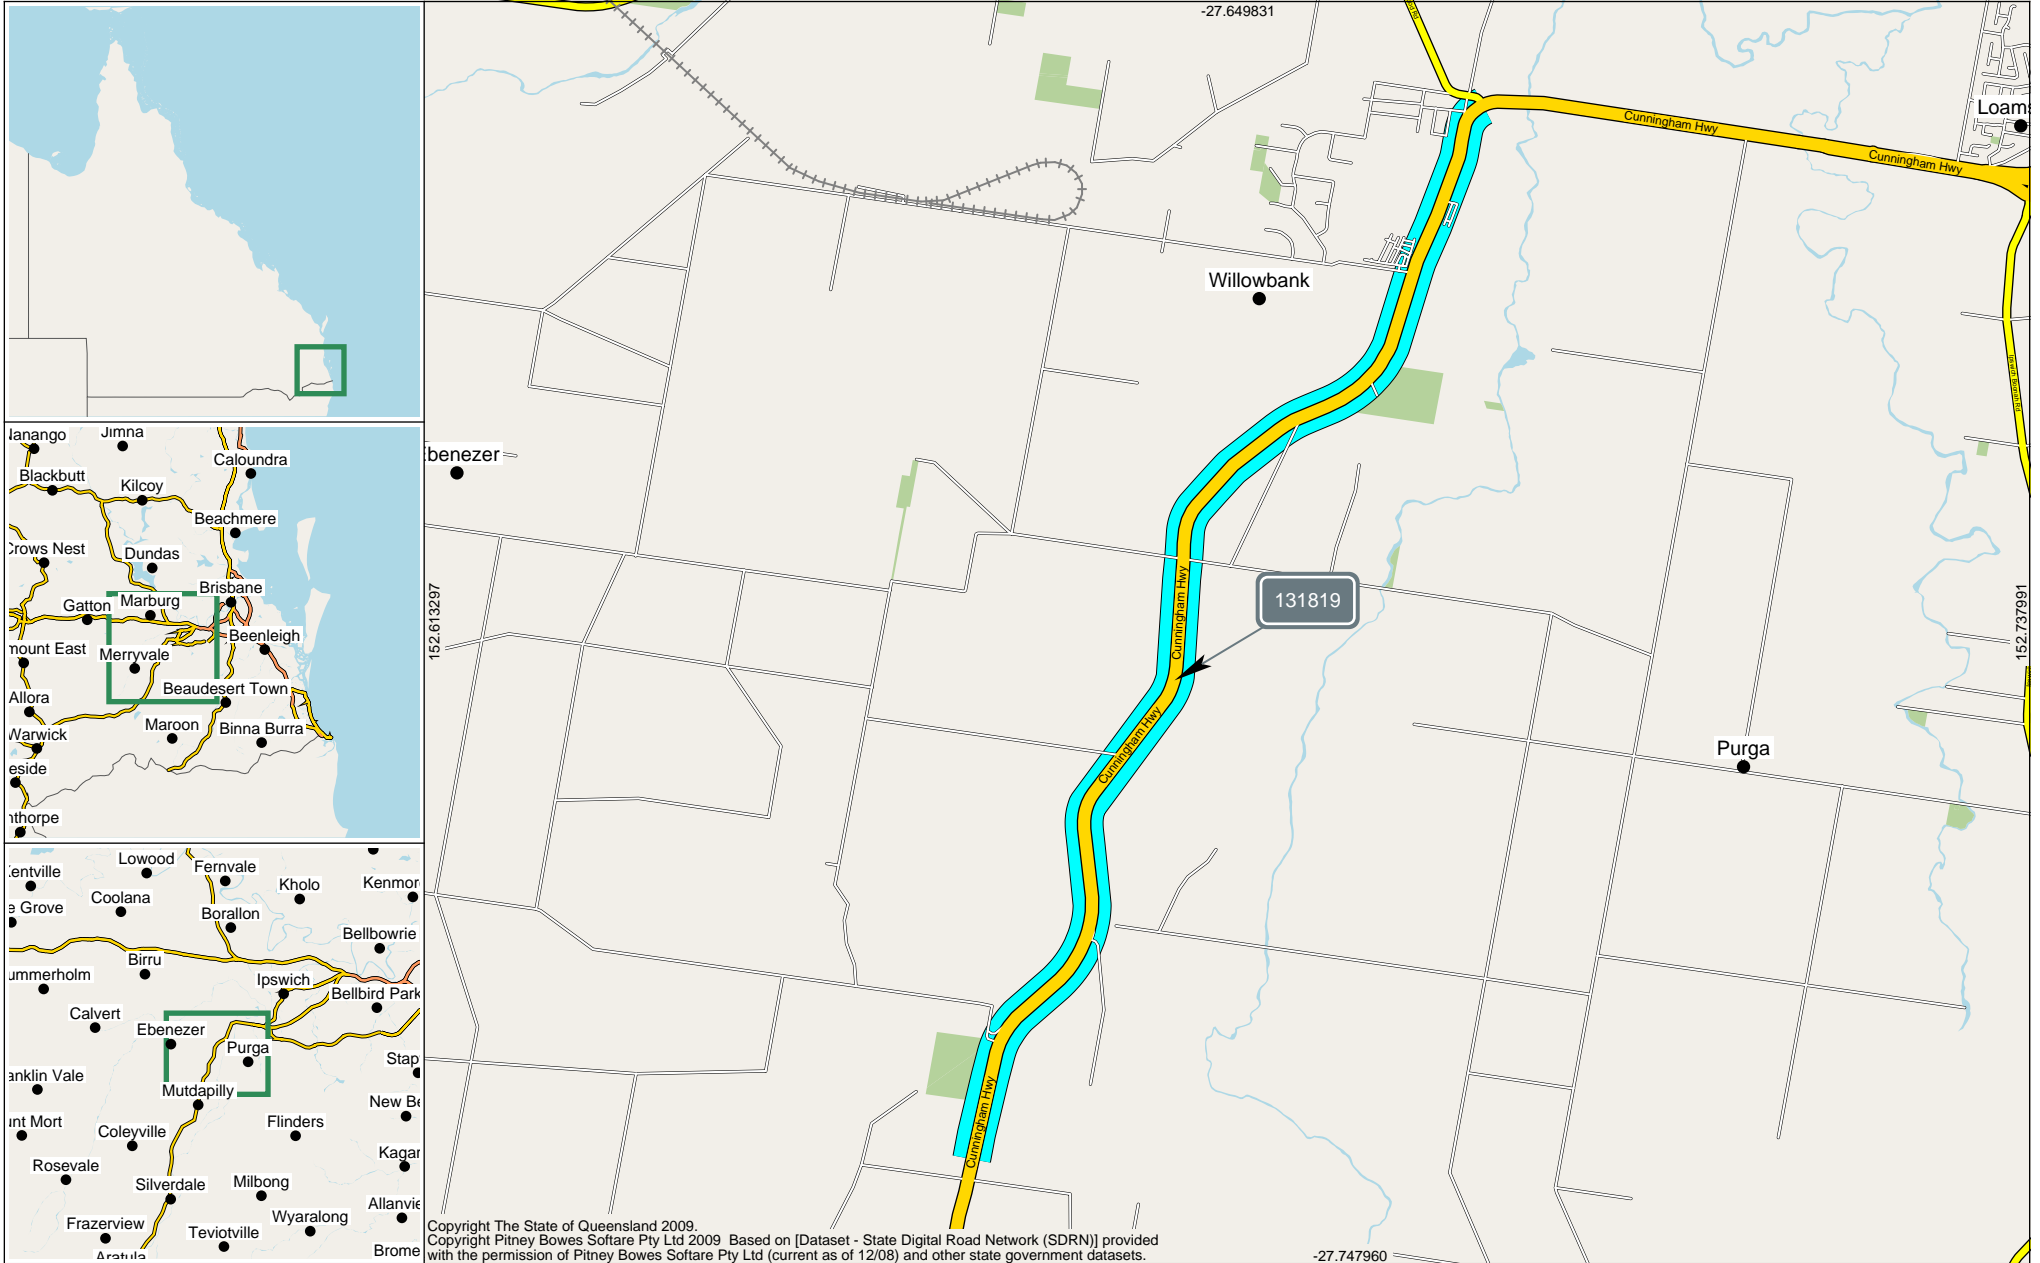 Nanango
Jimna
Caloundra
Blackbutt
Kilcoy
Beachmere
Crows Nest
Dundas
Brisbane
Marburg
Gatton
Beenleigh
mount East
Merryvale
Beaudesert Town
Allora
Maroon
Binna Burra
Warwick
eside
nthorpe
Lowood
Fernvale
Kentville
Kholo
Kenmor
Coolana
e Grove
Borallon
Bellbowrie
Birru
ummerholm
Ipswich
Bellbird Park
Calvert
Ebenezer
Purga
Stap
anklin Vale
Mutdapilly
New Be
unt Mort
Coleyville
Flinders
Kagar
Rosevale
Silverdale
Milbong
Allanvie
Frazerview
Wyaralong
Teviotville
Aratula
Brome
-27.649831
Cunningham Hwy
Cunningham Hwy
Loams
Willowbank
Ebenezer
152.613297
Cunningham Hwy
131819
152.737991
Cunningham Hwy
Purga
Cunningham Hwy
Copyright The State of Queensland 2009.
Copyright Pitney Bowes Softare Pty Ltd 2009  Based on [Dataset - State Digital Road Network (SDRN)] provided
with the permission of Pitney Bowes Softare Pty Ltd (current as of 12/08) and other state government datasets.
-27.747960